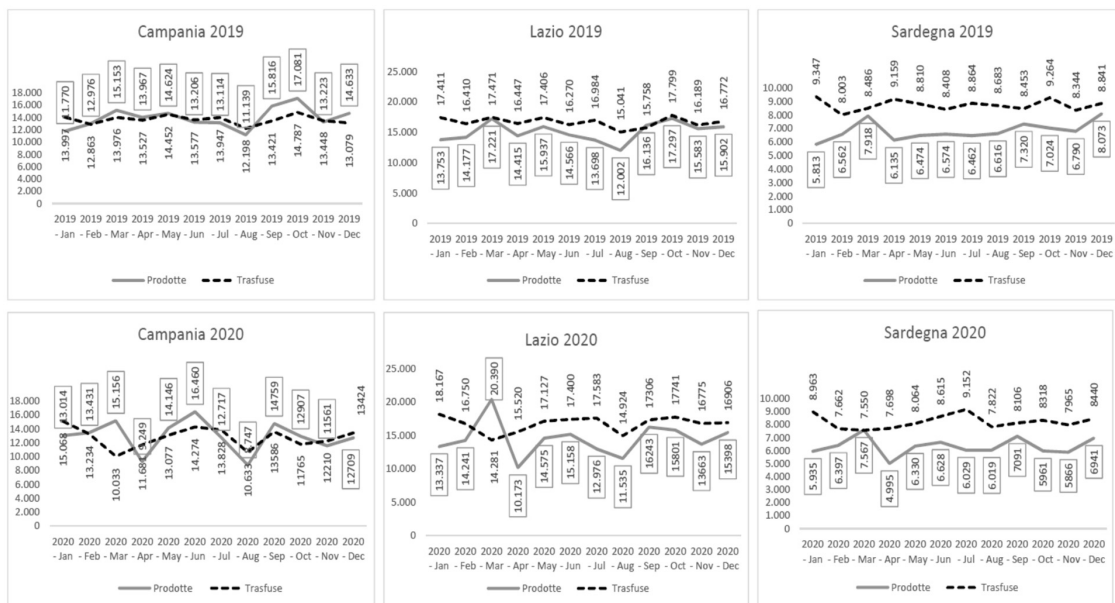 Campania 2019
18.000
16.000
14.000
12.000
10.000
8.000
6.000
4.000
2.000
0
11.770 12.976 15.153 13.967 14.624 13.206 13.114 11.139 15.816 17.081 13.223 14.633
13.997 12.863 13.976 13.527 14.452 13.577 13.947 12.198 13.421 14.787 13.448 13.079
2019 2019 2019 2019 2019 2019 2019 2019 2019 2019 2019 2019
- Jan - Feb - Mar - Apr - May - Jun - Jul - Aug - Sep - Oct - Nov - Dec
Prodotte Trasfuse
Lazio 2019
25.000
20.000
15.000
10.000
5.000
0
17.411 16.410 17.471 16.447 17.406 16.270 16.984 15.041 15.758 17.799 16.189 16.772
13.753 14.177 17.221 14.415 15.937 14.566 13.698 12.002 16.136 17.297 15.583 15.902
2019 2019 2019 2019 2019 2019 2019 2019 2019 2019 2019 2019
- Jan - Feb - Mar - Apr - May - Jun - Jul - Aug - Sep - Oct - Nov - Dec
Prodotte Trasfuse
Sardegna 2019
10.000
9.000
8.000
7.000
6.000
5.000
4.000
3.000
2.000
1.000
0
9.347 8.003 8.486 9.159 8.810 8.408 8.864 8.683 8.453 9.264 8.344 8.841
5.813 6.562 7.918 6.135 6.474 6.574 6.462 6.616 7.320 7.024 6.790 8.073
2019 2019 2019 2019 2019 2019 2019 2019 2019 2019 2019 2019
- Jan - Feb - Mar - Apr - May - Jun - Jul - Aug - Sep - Oct - Nov - Dec
Prodotte Trasfuse
Campania 2020
18.000
16.000
14.000
12.000
10.000
8.000
6.000
4.000
2.000
0
13.014 13.431 15.156 9.249 14.146 16.460 12.717 14759 12907 11561 13424
15.068 13.234 10.033 13.077 14.274 13.828 10.630 13586 11765 12210 12709
2020 2020 2020 2020 2020 2020 2020 2020 2020 2020 2020 2020
- Jan - Feb - Mar - Apr - May - Jun - Jul - Aug - Sep - Oct - Nov - Dec
Prodotte Trasfuse
Lazio 2020
25.000
20.000
15.000
10.000
5.000
0
18.167 16.750 20.390 15.520 17.127 17.400 17.583 14.924 17306 17741 16775 16906
13.337 14.241 14.281 10.173 14.575 15.158 12.976 11.535 16243 15801 13663 15398
2020 2020 2020 2020 2020 2020 2020 2020 2020 2020 2020 2020
- Jan - Feb - Mar - Apr - May - Jun - Jul - Aug - Sep - Oct - Nov - Dec
Prodotte Trasfuse
Sardegna 2020
10.000
9.000
8.000
7.000
6.000
5.000
4.000
3.000
2.000
1.000
0
8.963 7.662 7.550 7.698 8.064 8.615 9.152 7.822 8106 8318 7965 8440
5.935 6.397 7.567 4.995 6.330 6.628 6.029 6.019 7091 5961 5866 6941
2020 2020 2020 2020 2020 2020 2020 2020 2020 2020 2020 2020
- Jan - Feb - Mar - Apr - May - Jun - Jul - Aug - Sep - Oct - Nov - Dec
Prodotte Trasfuse